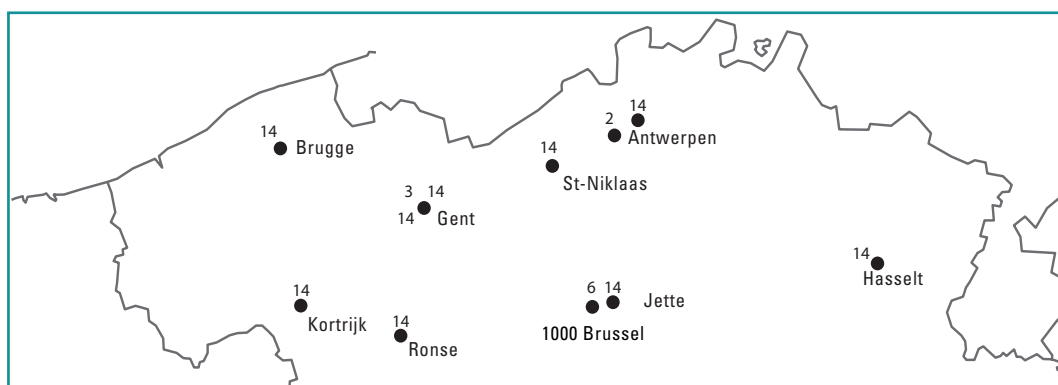 14
2
Antwerpen
14
Brugge
14
St-Niklaas
3 14
14 Gent
14
Hasselt
6 14 Jette
1000 Brussel
14
Kortrijk
14
Ronse